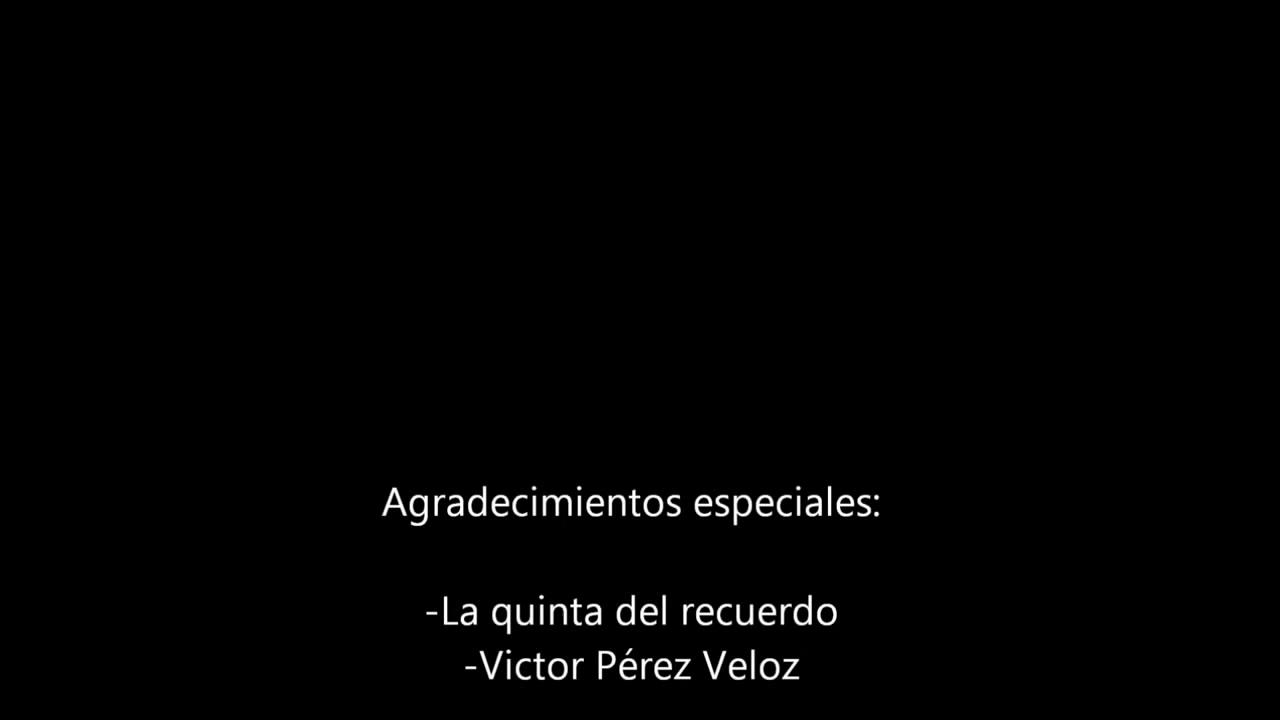 Agradecimientos especiales:
-La quinta del recuerdo
-Victor Pérez Veloz